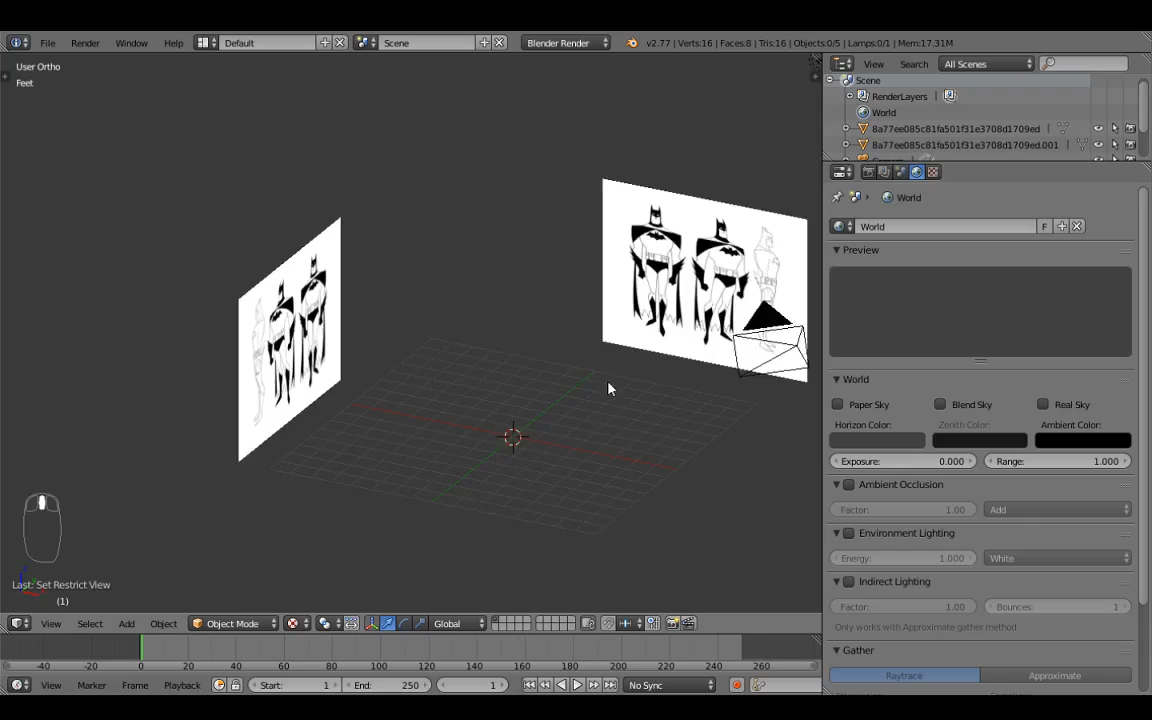 File Render Window Help Default Scene Blender Render v2.77 | Verts:16 | Faces:8 | Tris:16 | Objects:0/5 | Lamps:0/1 | Mem:17.31M
User Ortho
Feet
View Search All Scenes
Scene
RenderLayers |
World
8a77ee085c81fa501f31e3708d1709ed
8a77ee085c81fa501f31e3708d1709ed.001
World
World F
Preview
World
Paper Sky Blend Sky Real Sky
Horizon Color: Zenith Color: Ambient Color:
Exposure: 0.000 Range: 1.000
Ambient Occlusion
Factor: 1.00 Add
Environment Lighting
Energy: 1.000 White
Indirect Lighting
Factor: 1.00 Bounces: 1
Only works with Approximate gather method
Gather
Raytrace Approximate
Last: Set Restrict View
(1)
View Select Add Object Object Mode Global
-40 -20 0 20 40 60 80 100 120 140 160 180 200 220 240 260
View Marker Frame Playback Start: 1 End: 250 1 No Sync